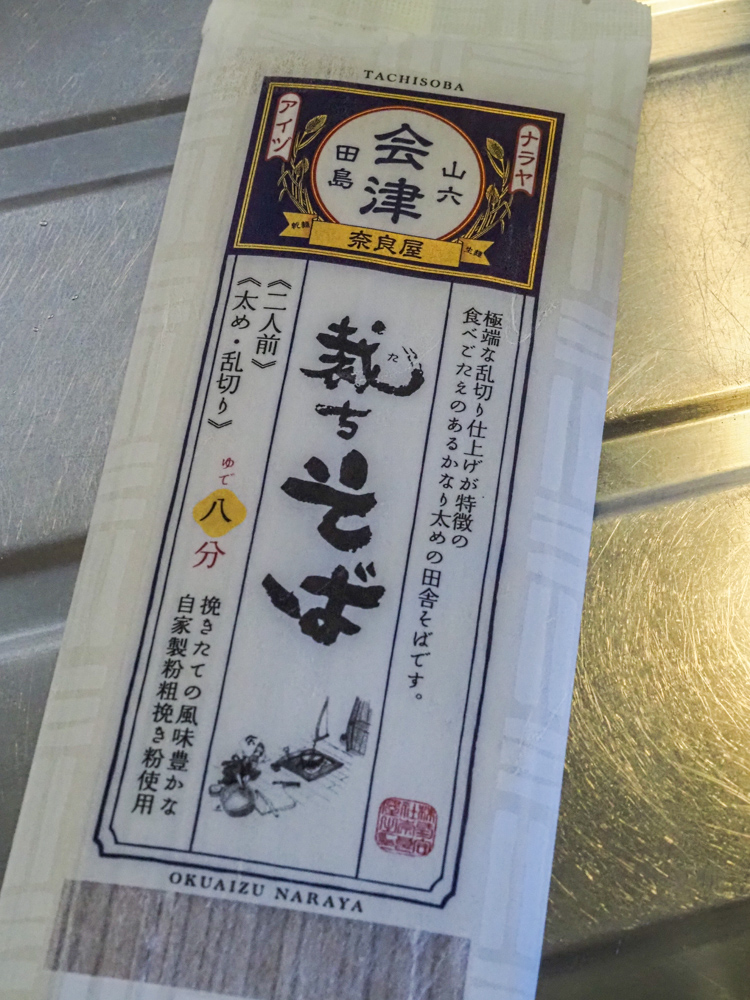 TACHISOBA
ナラヤ
アイヅ
会津
山六
田島
奈良屋
乾麺
極端な乱切り仕上げが特徴の
食べごたえのあるかなり太めの田舎そばです。
裁ちそば
た
《二人前》
《太め・乱切り》
ゆで
八
分
挽きたての風味豊かな
自家製粉粗挽き粉使用
OKUAIZU NARAYA